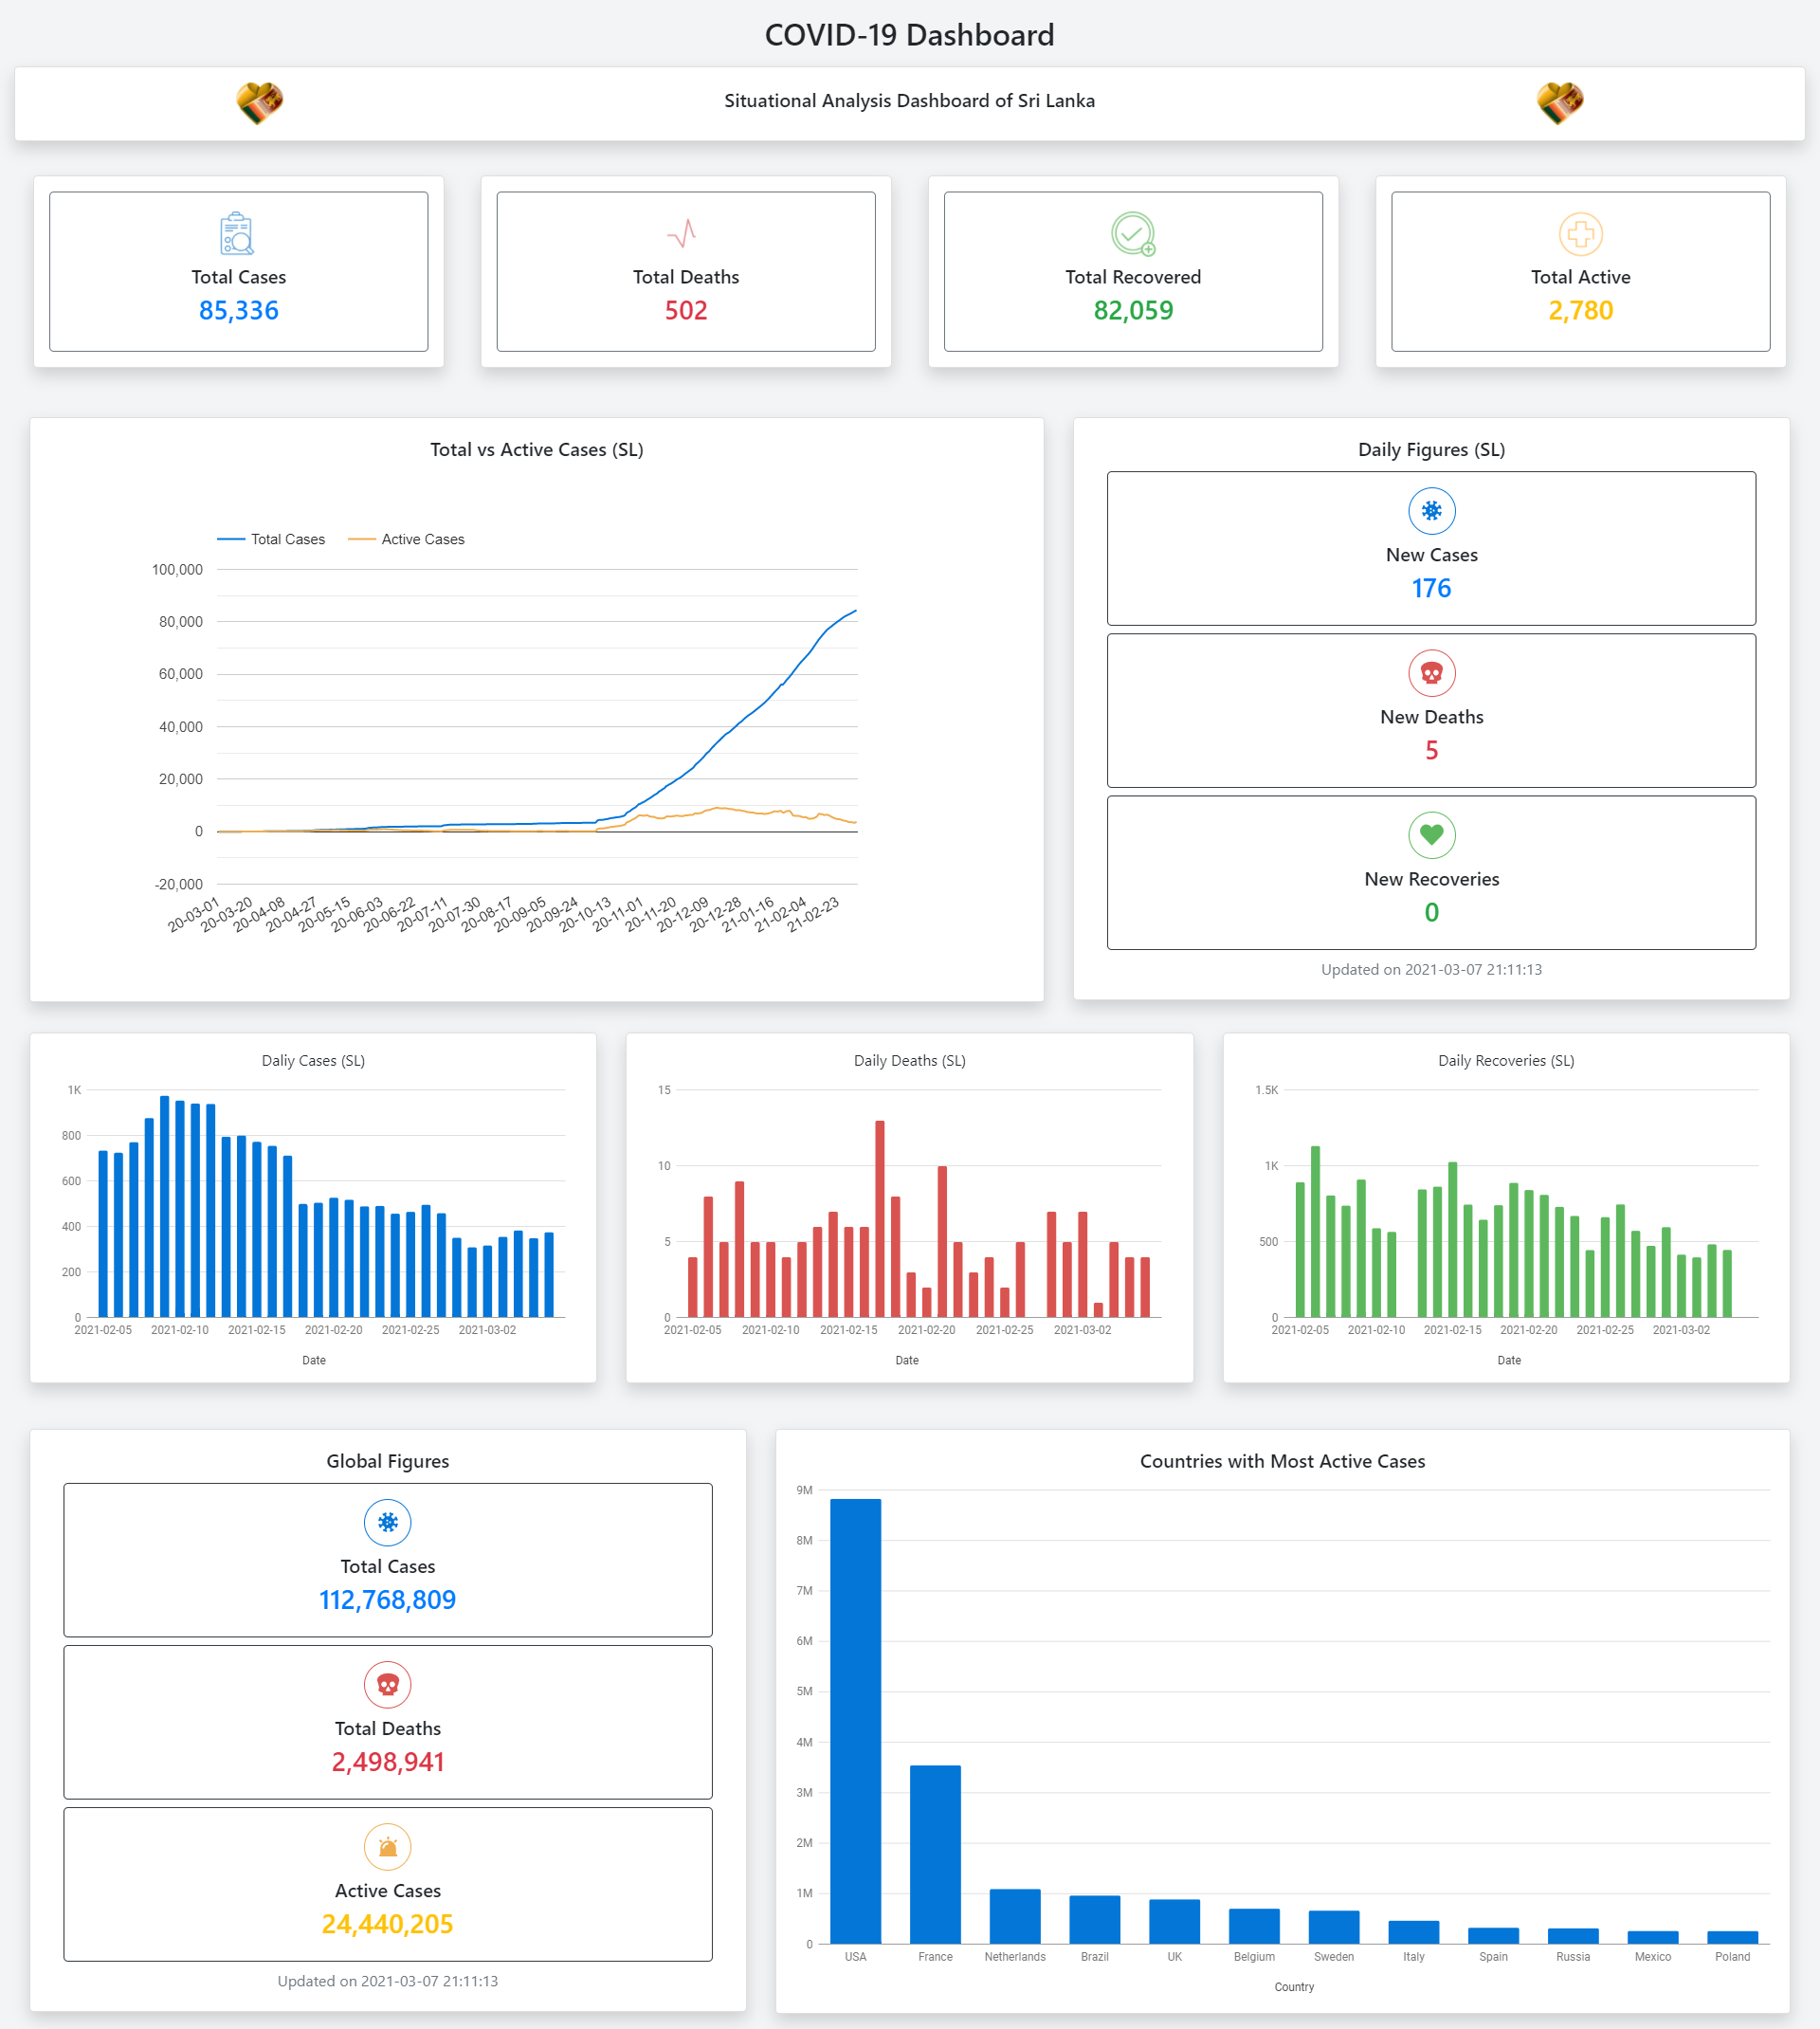 COVID-19 Dashboard
Situational Analysis Dashboard of Sri Lanka
Total Cases
85,336
Total Deaths
502
Total Recovered
82,059
Total Active
2,780
Total vs Active Cases (SL)
Total Cases Active Cases
100,000
80,000
60,000
40,000
20,000
0
-20,000
20-03-01 20-03-20 20-04-08 20-04-27 20-05-15 20-06-03 20-06-22 20-07-11 20-07-30 20-08-17 20-09-05 20-09-24 20-10-13 20-11-01 20-11-20 20-12-09 20-12-28 21-01-16 21-02-04 21-02-23
Daily Figures (SL)
New Cases
176
New Deaths
5
New Recoveries
0
Updated on 2021-03-07 21:11:13
Daliy Cases (SL)
1K
800
600
400
200
0
2021-02-05 2021-02-10 2021-02-15 2021-02-20 2021-02-25 2021-03-02
Date
Daily Deaths (SL)
15
10
5
0
2021-02-05 2021-02-10 2021-02-15 2021-02-20 2021-02-25 2021-03-02
Date
Daily Recoveries (SL)
1.5K
1K
500
0
2021-02-05 2021-02-10 2021-02-15 2021-02-20 2021-02-25 2021-03-02
Date
Global Figures
Total Cases
112,768,809
Total Deaths
2,498,941
Active Cases
24,440,205
Updated on 2021-03-07 21:11:13
Countries with Most Active Cases
9M
8M
7M
6M
5M
4M
3M
2M
1M
0
USA France Netherlands Brazil UK Belgium Sweden Italy Spain Russia Mexico Poland
Country